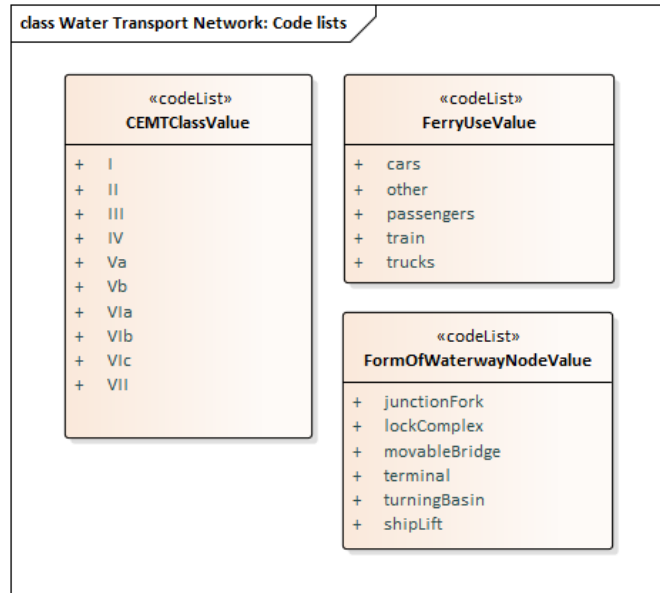 class Water Transport Network: Code lists
«codeList»
CEMTClassValue
+ I
+ II
+ III
+ IV
+ Va
+ Vb
+ VIa
+ VIb
+ VIc
+ VII
«codeList»
FerryUseValue
+ cars
+ other
+ passengers
+ train
+ trucks
«codeList»
FormOfWaterwayNodeValue
+ junctionFork
+ lockComplex
+ movableBridge
+ terminal
+ turningBasin
+ shipLift